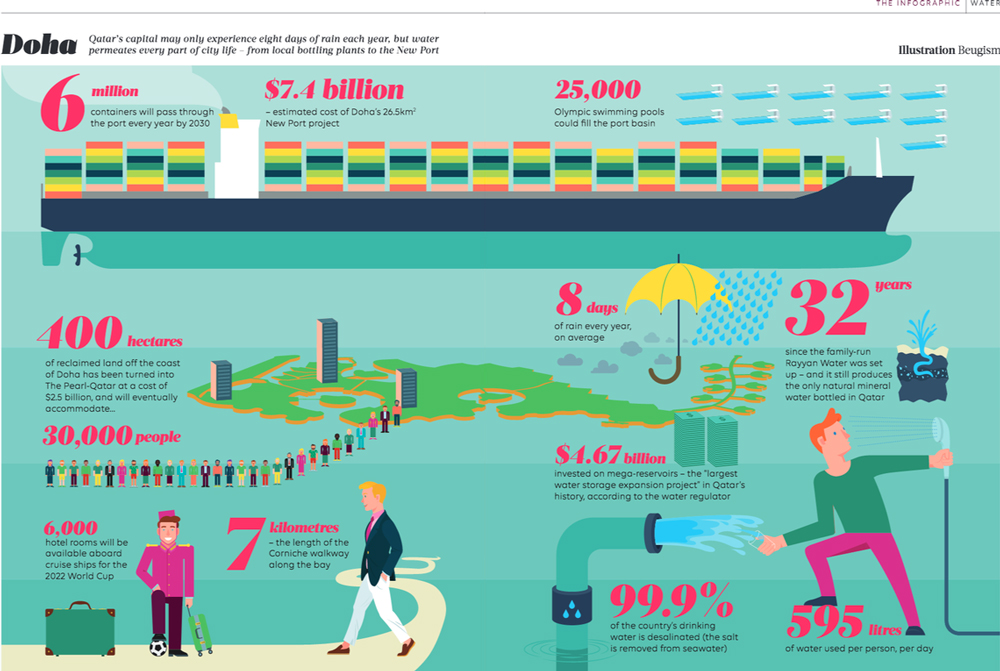 THE INFOGRAPHIC | WATER
Doha
Qatar's capital may only experience eight days of rain each year, but water
permeates every part of city life – from local bottling plants to the New Port
Illustration Beugism
6 million
containers will pass through
the port every year by 2030
$7.4 billion
– estimated cost of Doha's 26.5km²
New Port project
25,000
Olympic swimming pools
could fill the port basin
8 days
of rain every year,
on average
32 years
since the family-run
Rayyan Water was set
up – and it still produces
the only natural mineral
water bottled in Qatar
400 hectares
of reclaimed land off the coast
of Doha has been turned into
The Pearl-Qatar at a cost of
$2.5 billion, and will eventually
accommodate...
30,000 people
$4.67 billion
invested on mega-reservoirs – the “largest
water storage expansion project” in Qatar's
history, according to the water regulator
6,000
hotel rooms will be
available aboard
cruise ships for the
2022 World Cup
7 kilometres
– the length of the
Corniche walkway
along the bay
99.9%
of the country's drinking
water is desalinated (the salt
is removed from seawater)
595 litres
of water used per person, per day